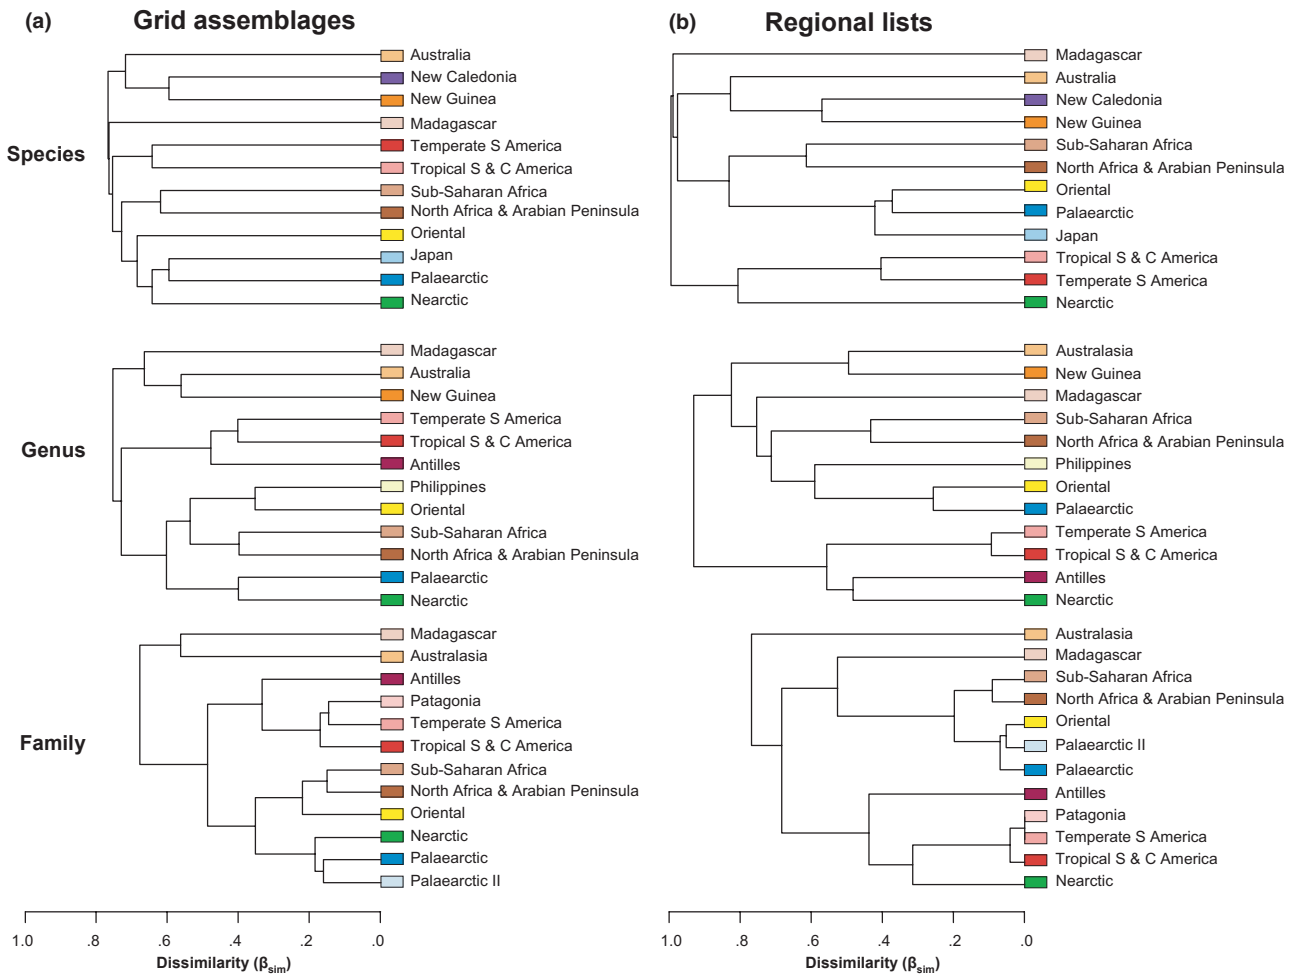 (a) Grid assemblages
Species
Australia
New Caledonia
New Guinea
Madagascar
Temperate S America
Tropical S & C America
Sub-Saharan Africa
North Africa & Arabian Peninsula
Oriental
Japan
Palaearctic
Nearctic
Genus
Madagascar
Australia
New Guinea
Temperate S America
Tropical S & C America
Antilles
Philippines
Oriental
Sub-Saharan Africa
North Africa & Arabian Peninsula
Palaearctic
Nearctic
Family
Madagascar
Australasia
Antilles
Patagonia
Temperate S America
Tropical S & C America
Sub-Saharan Africa
North Africa & Arabian Peninsula
Oriental
Nearctic
Palaearctic
Palaearctic II
1.0 .8 .6 .4 .2 .0
Dissimilarity (βsim)
(b) Regional lists
Madagascar
Australia
New Caledonia
New Guinea
Sub-Saharan Africa
North Africa & Arabian Peninsula
Oriental
Palaearctic
Japan
Tropical S & C America
Temperate S America
Nearctic
Australasia
New Guinea
Madagascar
Sub-Saharan Africa
North Africa & Arabian Peninsula
Philippines
Oriental
Palaearctic
Temperate S America
Tropical S & C America
Antilles
Nearctic
Australasia
Madagascar
Sub-Saharan Africa
North Africa & Arabian Peninsula
Oriental
Palaearctic II
Palaearctic
Antilles
Patagonia
Temperate S America
Tropical S & C America
Nearctic
1.0 .8 .6 .4 .2 .0
Dissimilarity (βsim)